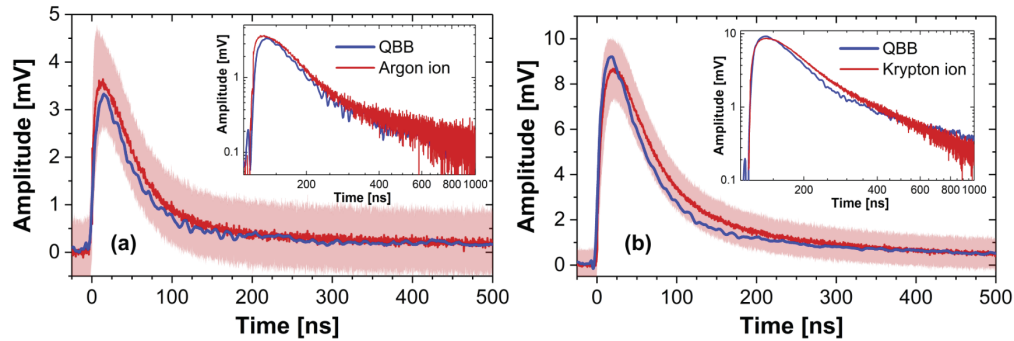 5
4
3
2
1
0
Amplitude [mV]
0 100 200 300 400 500
Time [ns]
(a)
QBB
Argon ion
1
0.1
Amplitude [mV]
200 400 600 800 1000
Time [ns]
10
8
6
4
2
0
Amplitude [mV]
0 100 200 300 400 500
Time [ns]
(b)
QBB
Krypton ion
10
1
0.1
Amplitude [mV]
200 400 600 800 1000
Time [ns]